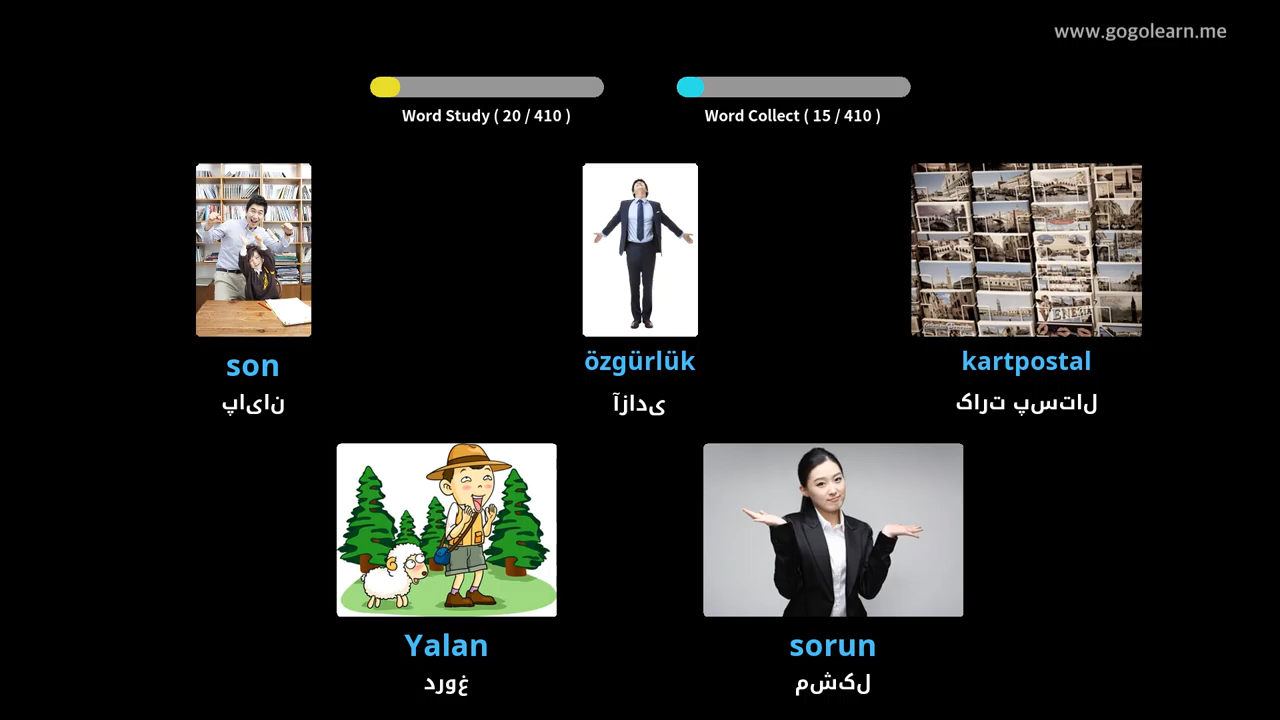 www.gogolearn.me
Word Study ( 20 / 410 )
Word Collect ( 15 / 410 )
son
نایاپ
özgürlük
یدازآ
kartpostal
لاتسپ تراک
Yalan
غورد
sorun
لکشم